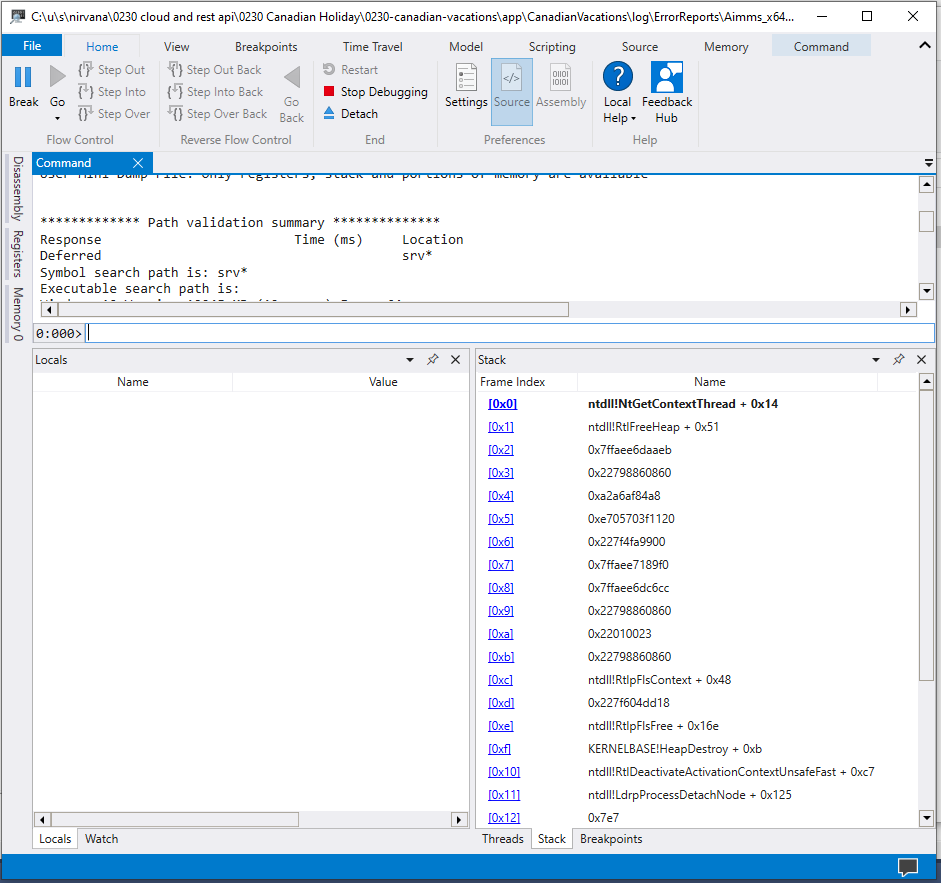 C:\u\s\nirvana\0230 cloud and rest api\0230 Canadian Holiday\0230-canadian-vacations\app\CanadianVacations\log\ErrorReports\Aimms_x64...
File Home View Breakpoints Time Travel Model Scripting Source Memory Command
Break
Go
Step Out
Step Into
Step Over
Flow Control
Step Out Back
Step Into Back
Step Over Back
Go Back
Reverse Flow Control
Restart
Stop Debugging
Detach
End
Settings
Source
Assembly
Preferences
Local Help
Feedback Hub
Help
Disassembly
Registers
Memory 0
Command
User Mini Dump File: Only registers, stack and portions of memory are available
************* Path validation summary **************
Response Time (ms) Location
Deferred srv*
Symbol search path is: srv*
Executable search path is:
0:000>
Locals
Name Value
Locals Watch
Stack
Frame Index Name
[0x0] ntdll!NtGetContextThread + 0x14
[0x1] ntdll!RtlFreeHeap + 0x51
[0x2] 0x7ffaee6daaeb
[0x3] 0x22798860860
[0x4] 0xa2a6af84a8
[0x5] 0xe705703f1120
[0x6] 0x227f4fa9900
[0x7] 0x7ffaee7189f0
[0x8] 0x7ffaee6dc6cc
[0x9] 0x22798860860
[0xa] 0x22010023
[0xb] 0x22798860860
[0xc] ntdll!RtlpFlsContext + 0x48
[0xd] 0x227f604dd18
[0xe] ntdll!RtlpFlsFree + 0x16e
[0xf] KERNELBASE!HeapDestroy + 0xb
[0x10] ntdll!RtlDeactivateActivationContextUnsafeFast + 0xc7
[0x11] ntdll!LdrpProcessDetachNode + 0x125
[0x12] 0x7e7
Threads Stack Breakpoints